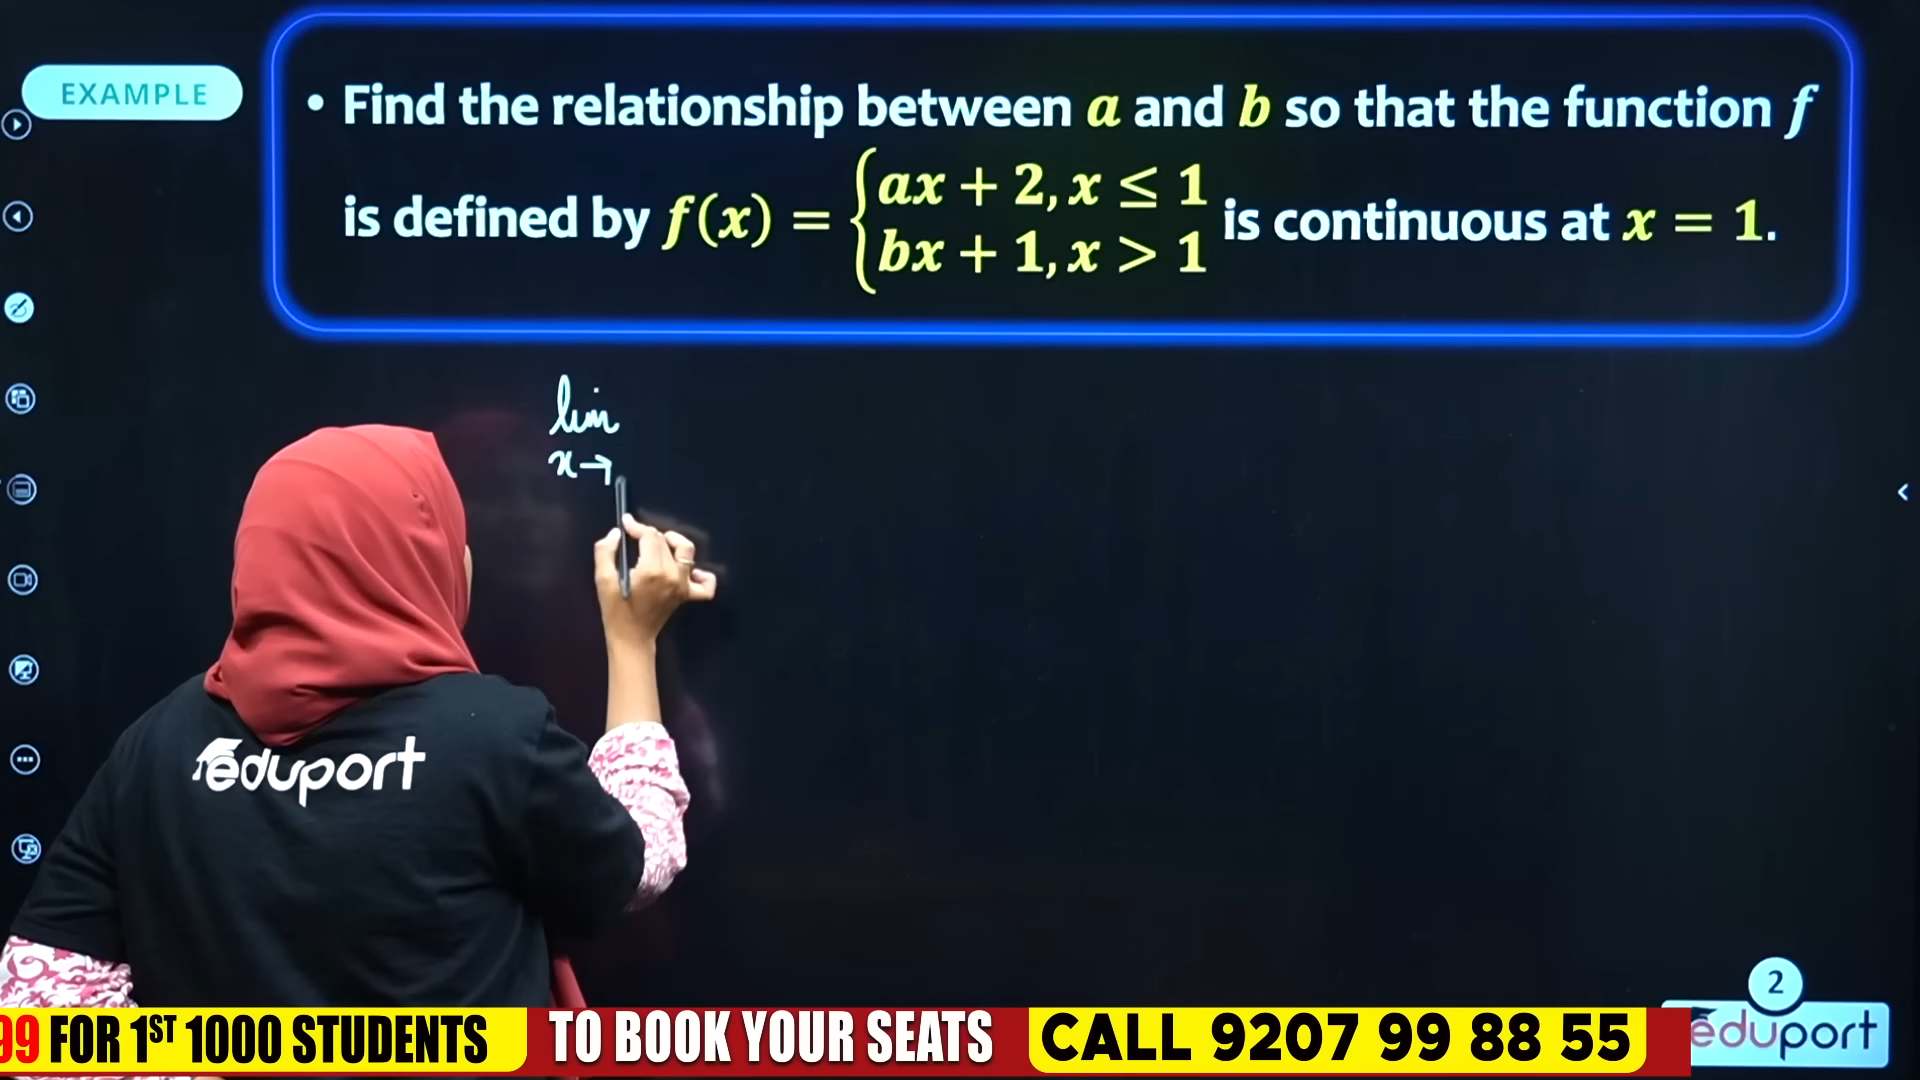 EXAMPLE
• Find the relationship between a and b so that the function f
is defined by f(x) = { ax + 2, x ≤ 1
bx + 1, x > 1 is continuous at x = 1.
lim
x→
eduport
2
99 FOR 1ST 1000 STUDENTS
TO BOOK YOUR SEATS
CALL 9207 99 88 55
eduport